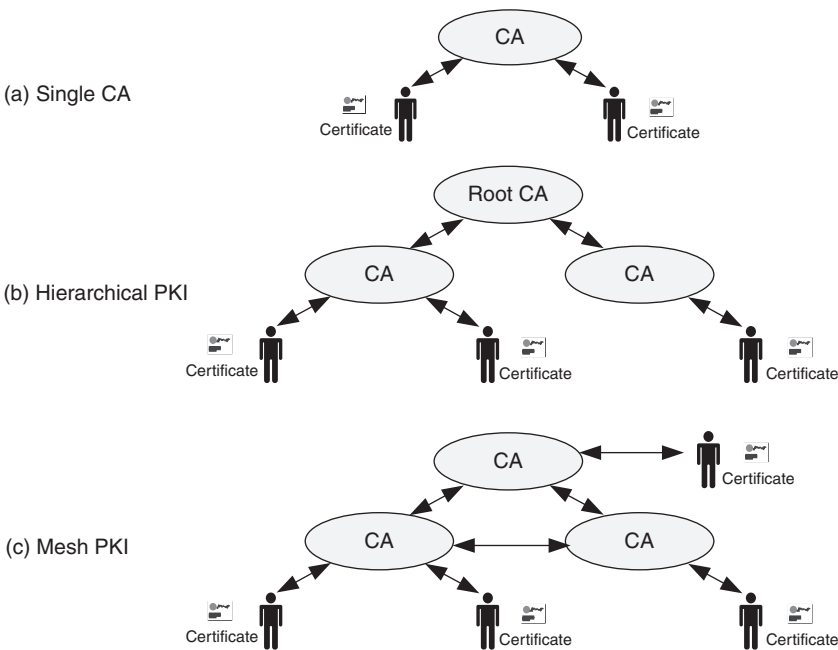 CA
(a) Single CA
Certificate
Certificate
Root CA
CA
CA
(b) Hierarchical PKI
Certificate
Certificate
Certificate
CA
Certificate
CA
CA
(c) Mesh PKI
Certificate
Certificate
Certificate